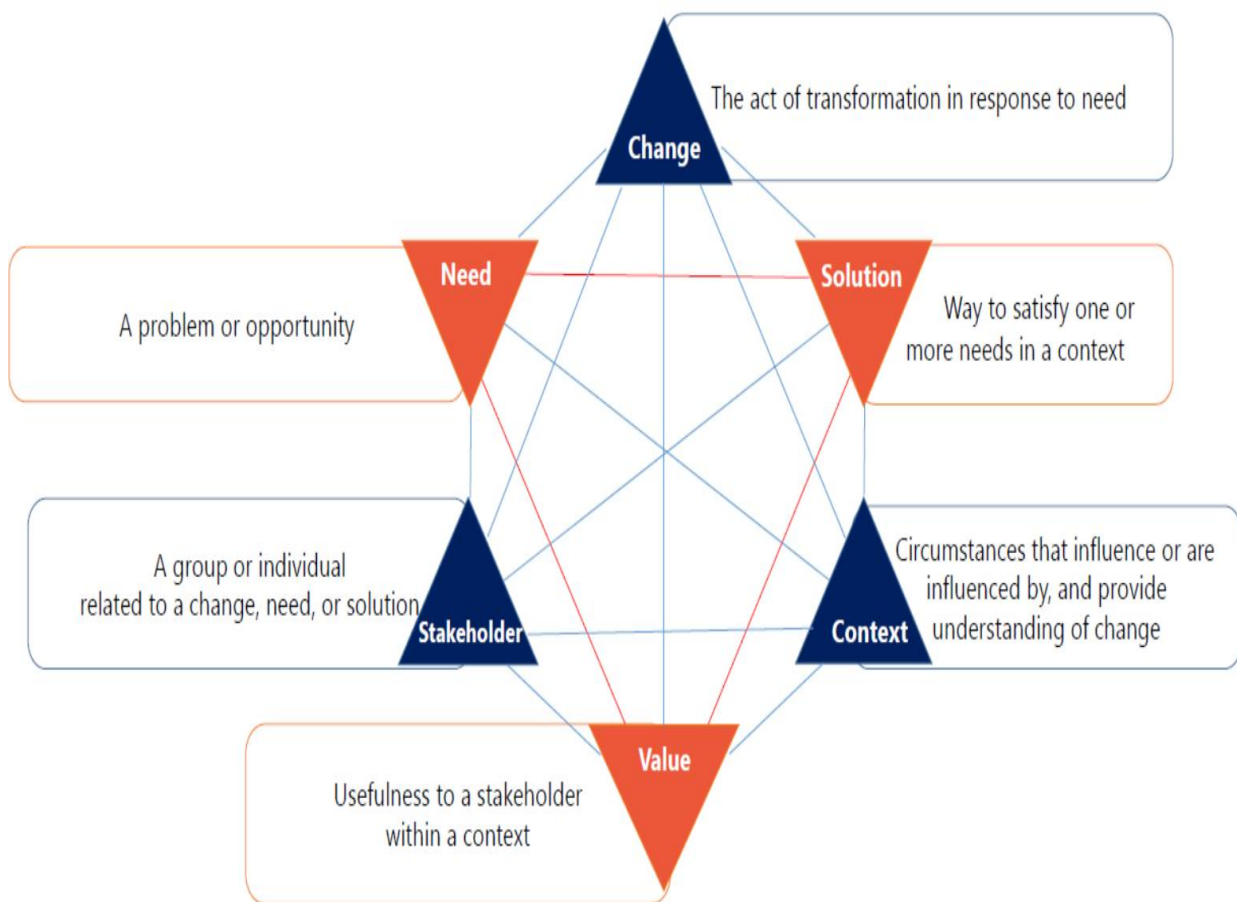 The act of transformation in response to need
Change
Need
Solution
A problem or opportunity
Way to satisfy one or
more needs in a context
A group or individual
related to a change, need, or solution
Stakeholder
Circumstances that influence or are
influenced by, and provide
understanding of change
Context
Value
Usefulness to a stakeholder
within a context